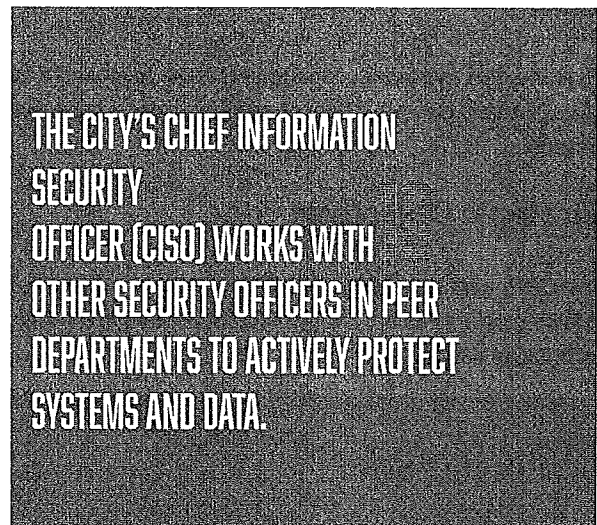 THE CITY'S CHIEF INFORMATION
SECURITY
OFFICER (CISO) WORKS WITH
OTHER SECURITY OFFICERS IN PEER
DEPARTMENTS TO ACTIVELY PROTECT
SYSTEMS AND DATA.